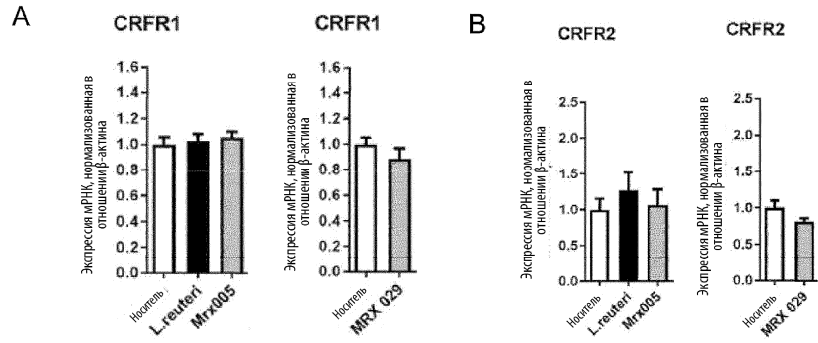 A
B
CRFR1
Экспрессия мРНК, нормализованная в
отношении β-актина
1.6
1.4
1.2
1.0
0.8
0.6
0.4
0.2
0.0
Носитель
L.reuteri
Mrx005
CRFR1
Экспрессия мРНК, нормализованная в
отношении β-актина
1.6
1.4
1.2
1.0
0.8
0.6
0.4
0.2
0.0
Носитель
MRX 029
CRFR2
Экспрессия мРНК, нормализованная в
отношении β-актина
2.5
2.0
1.5
1.0
0.5
0.0
Носитель
L.reuteri
Mrx005
CRFR2
Экспрессия мРНК, нормализованная в
отношении β-актина
2.5
2.0
1.5
1.0
0.5
0.0
Носитель
MRX 029